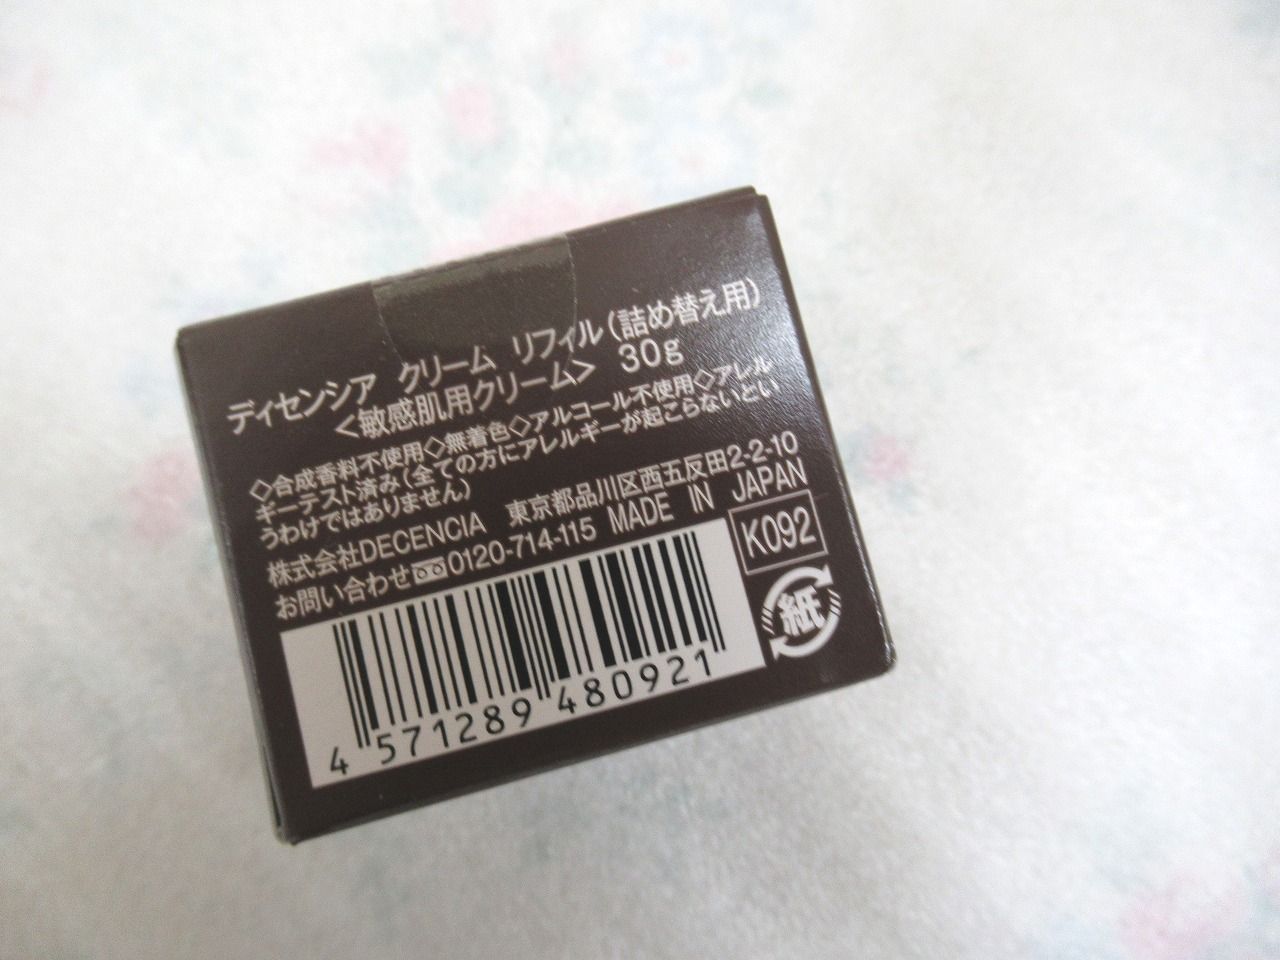 ディセンシア クリーム リフィル(詰め替え用)
<敏感肌用クリーム> 30g
◇合成香料不使用◇無着色◇アルコール不使用◇アレル
ギーテスト済み(全ての方にアレルギーが起こらないとい
うわけではありません)
株式会社DECENCIA 東京都品川区西五反田2-2-10
お問い合わせ 0120-714-115 MADE IN JAPAN
K092
紙
4 571289 480921